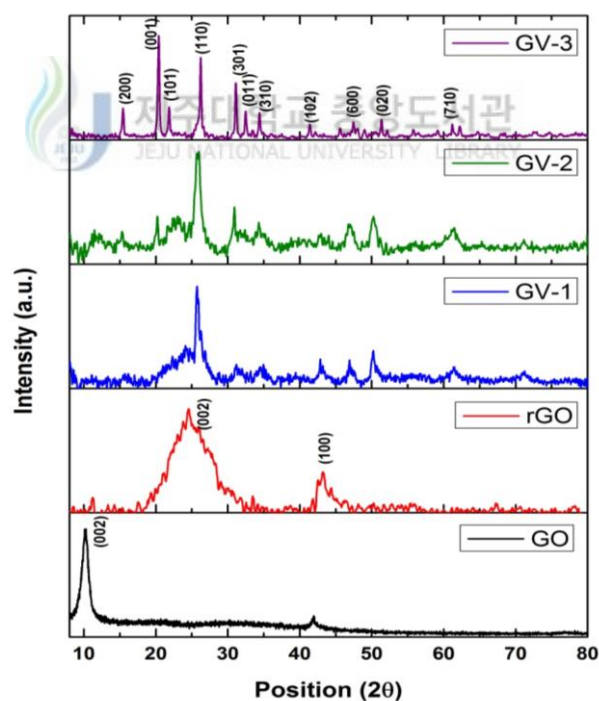 (200)
(001)
(101)
(110)
(301)
(011)
(310)
(102)
(600)
(020)
(710)
GV-3
제주대학교 중앙도서관
JEJU NATIONAL UNIVERSITY LIBRARY
JEJU
GV-2
GV-1
rGO
(002)
(100)
GO
(002)
Intensity (a.u.)
10 20 30 40 50 60 70 80
Position (2θ)